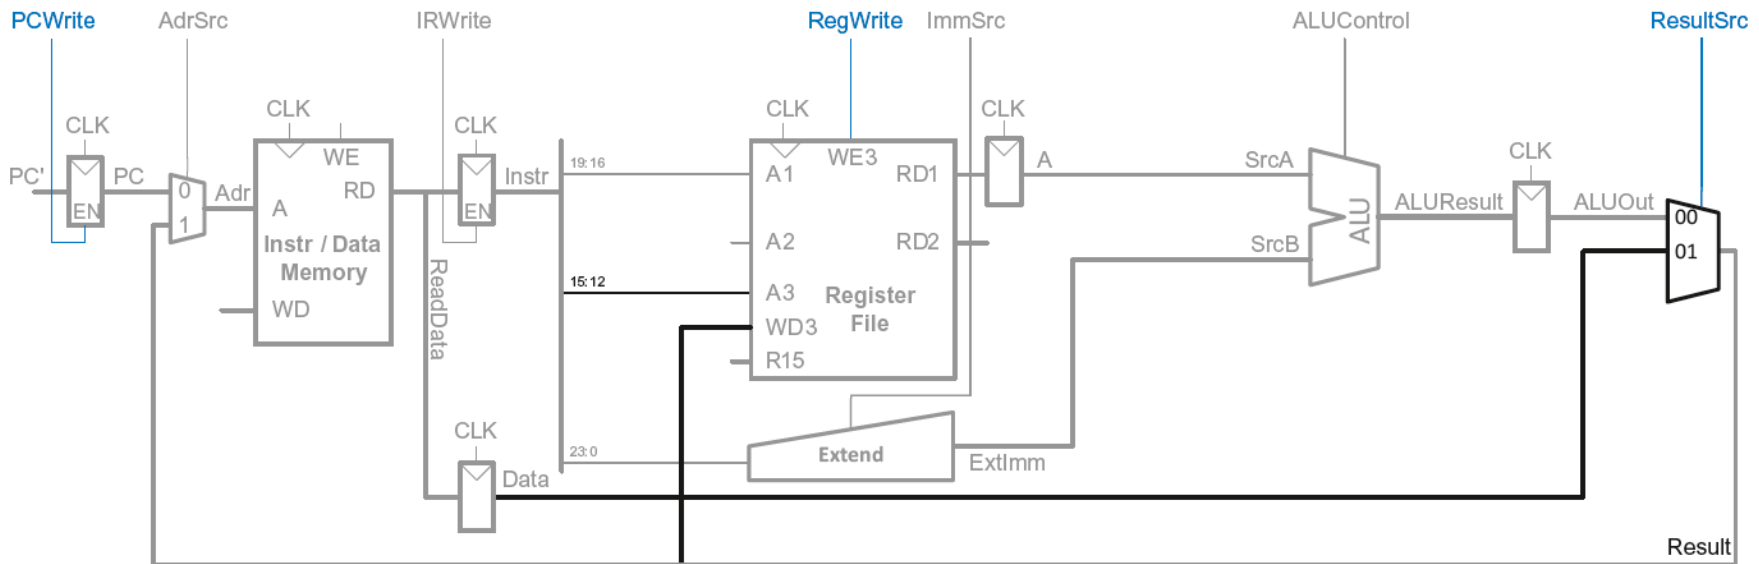 PCWrite
AdrSrc
IRWrite
RegWrite
ImmSrc
ALUControl
ResultSrc
CLK
CLK
CLK
CLK
CLK
CLK
PC'
EN
PC
0
1
Adr
WE
RD
A
Instr / Data
Memory
WD
EN
Instr
ReadData
19:16
15:12
23:0
A1
A2
A3
WD3
R15
WE3
RD1
RD2
Register
File
A
SrcA
SrcB
ALU
ALUResult
ALUOut
00
01
CLK
Data
Extend
ExtImm
Result